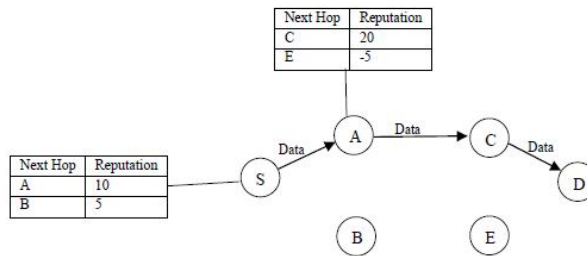 Next Hop Reputation
C 20
E -5
A
Data
C
Data
Data
S
D
Next Hop Reputation
A 10
B 5
B
E